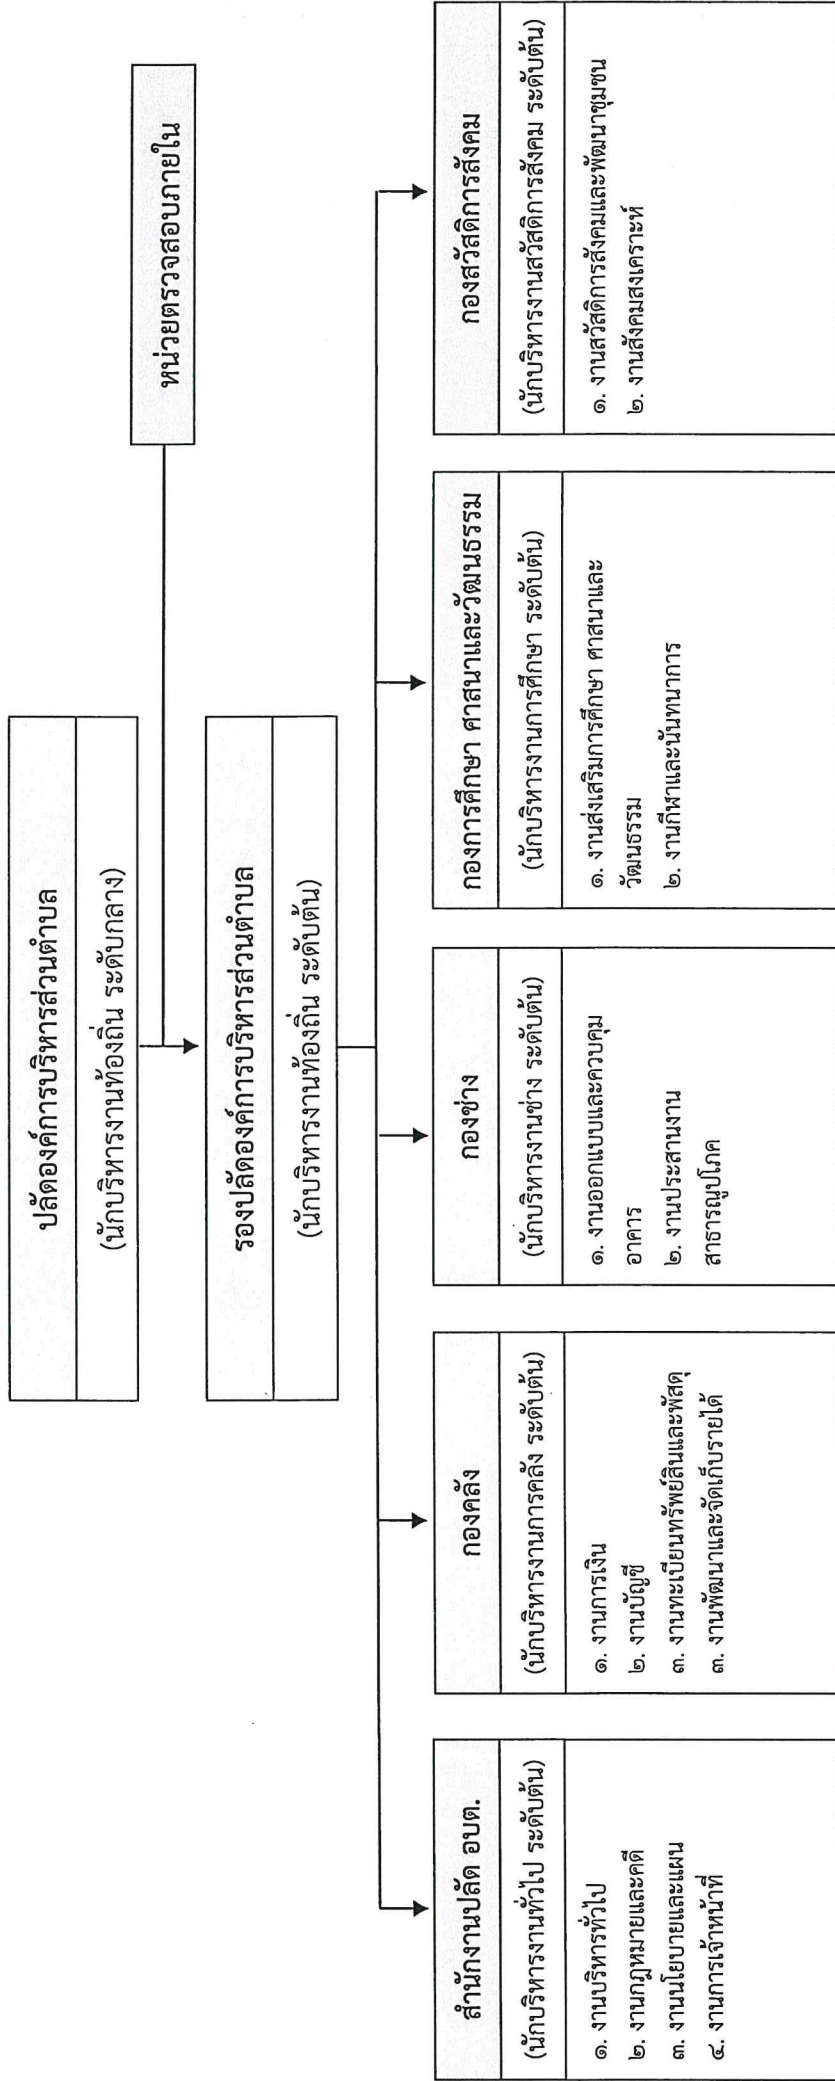 ปลัดองค์การบริหารส่วนตำบล
(นักบริหารงานท้องถิ่น ระดับกลาง)
หน่วยตรวจสอบภายใน
รองปลัดองค์การบริหารส่วนตำบล
(นักบริหารงานท้องถิ่น ระดับต้น)
สำนักงานปลัด อบต.
(นักบริหารงานทั่วไป ระดับต้น)
๑. งานบริหารทั่วไป
๒. งานกฎหมายและคดี
๓. งานนโยบายและแผน
๔. งานการเจ้าหน้าที่
กองคลัง
(นักบริหารงานการคลัง ระดับต้น)
๑. งานการเงิน
๒. งานบัญชี
๓. งานทะเบียนทรัพย์สินและพัสดุ
๓. งานพัฒนาและจัดเก็บรายได้
กองช่าง
(นักบริหารงานช่าง ระดับต้น)
๑. งานออกแบบและควบคุม
อาคาร
๒. งานประสานงาน
สาธารณูปโภค
กองการศึกษา ศาสนาและวัฒนธรรม
(นักบริหารงานการศึกษา ระดับต้น)
๑. งานส่งเสริมการศึกษา ศาสนาและ
วัฒนธรรม
๒. งานกีฬาและนันทนาการ
กองสวัสดิการสังคม
(นักบริหารงานสวัสดิการสังคม ระดับต้น)
๑. งานสวัสดิการสังคมและพัฒนาชุมชน
๒. งานสังคมสงเคราะห์